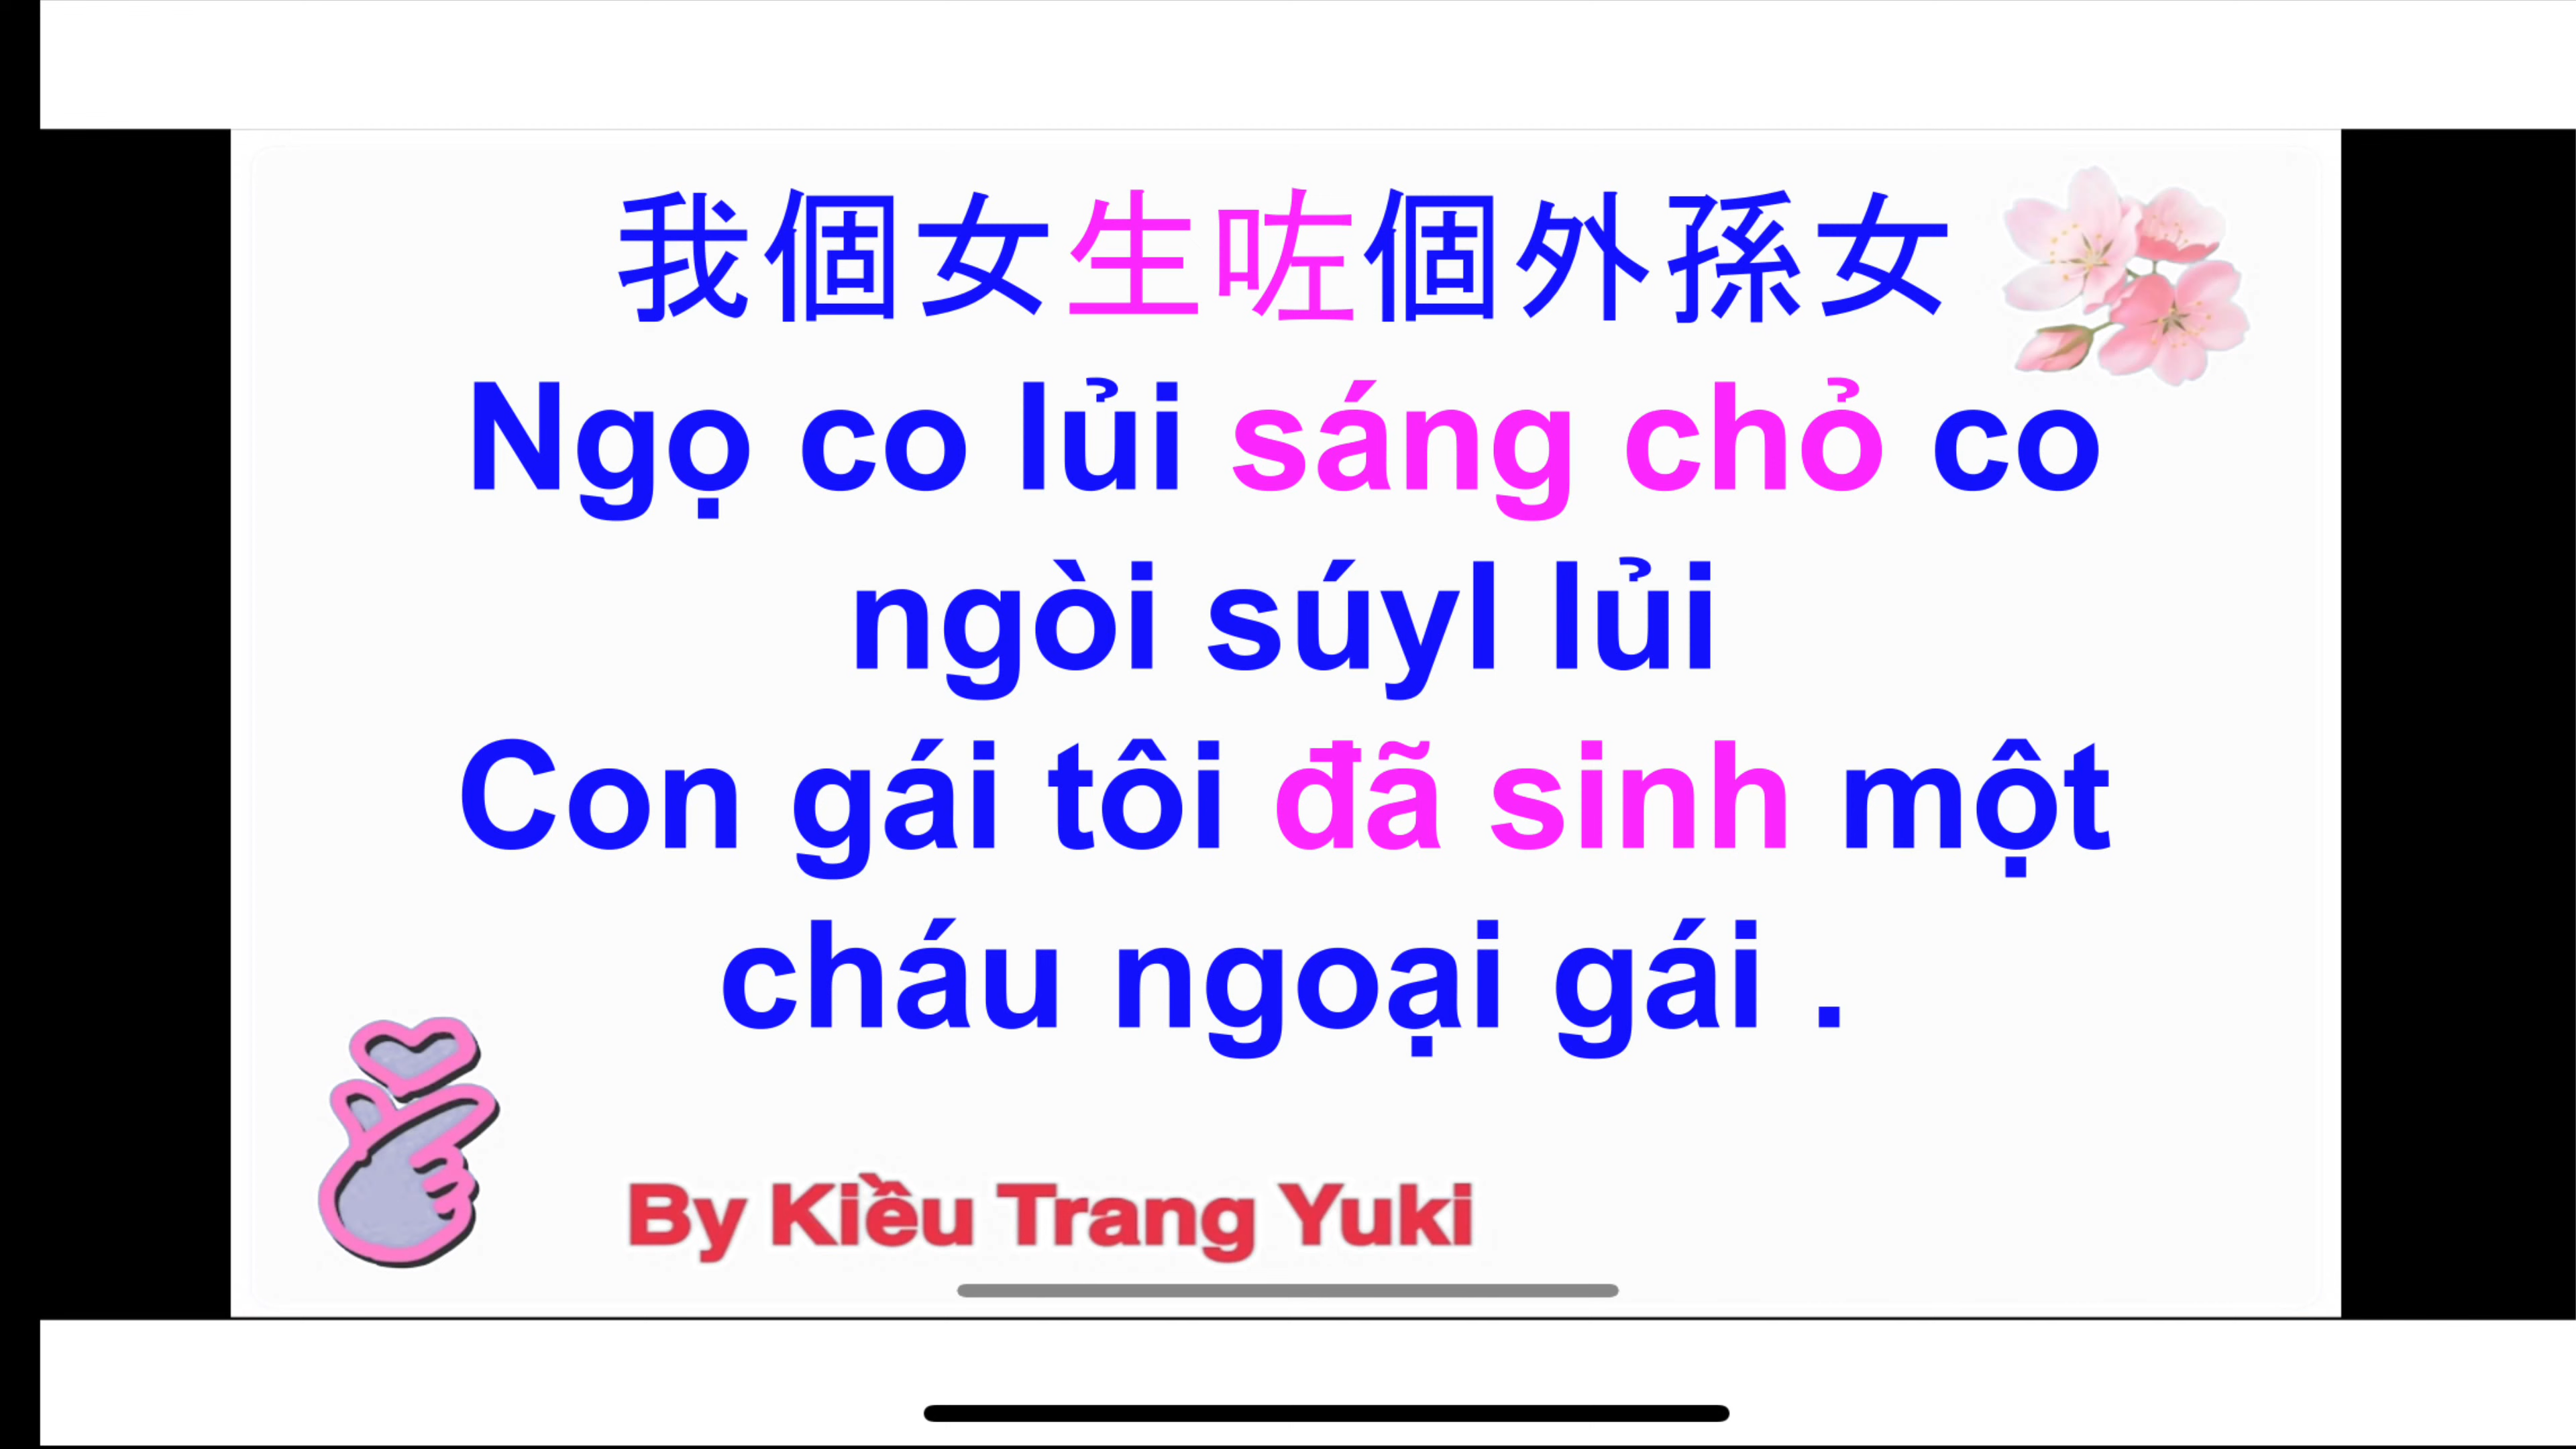 我個女生咗個外孫女
Ngọ co lủi sáng chỏ co
ngòi súyl lủi
Con gái tôi đã sinh một
cháu ngoại gái .
By Kiều Trang Yuki